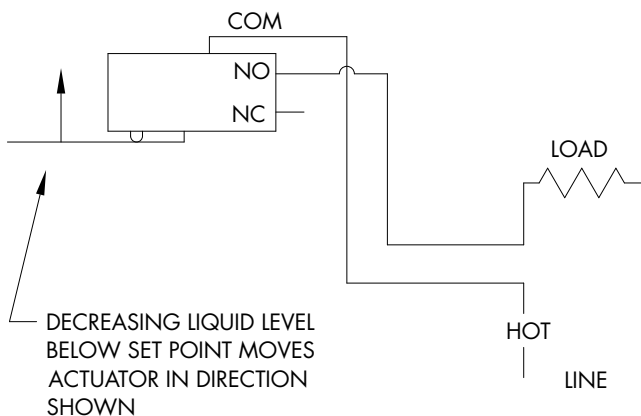 COM
NO
NC
LOAD
DECREASING LIQUID LEVEL
BELOW SET POINT MOVES
ACTUATOR IN DIRECTION
SHOWN
HOT
LINE